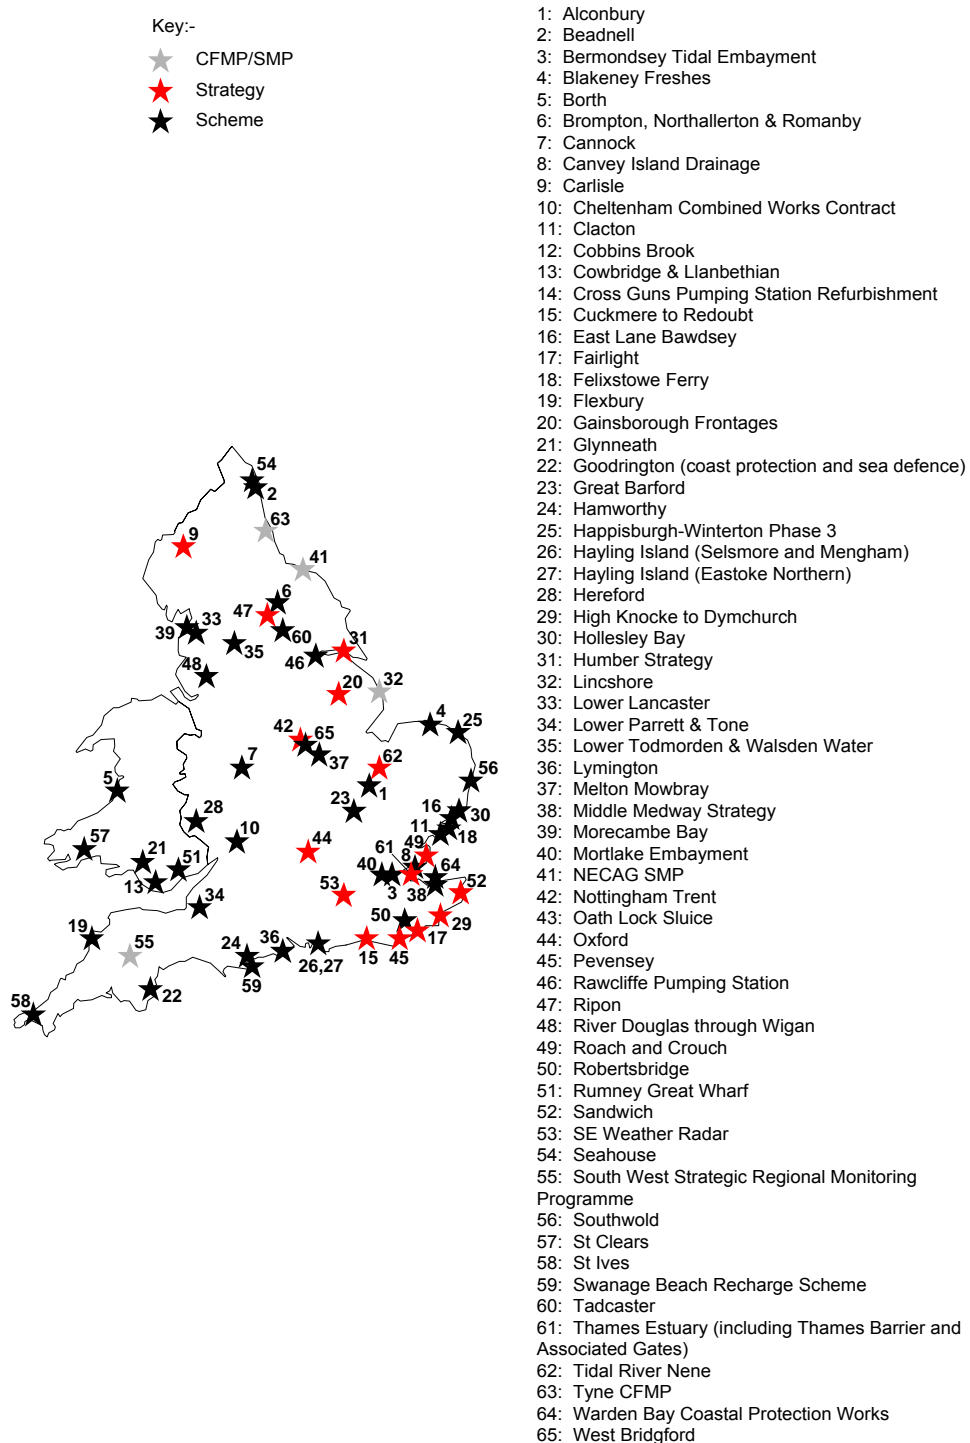 Key:-
CFMP/SMP
Strategy
Scheme
1: Alconbury
2: Beadnell
3: Bermondsey Tidal Embayment
4: Blakeney Freshes
5: Borth
6: Brompton, Northallerton & Romanby
7: Cannock
8: Canvey Island Drainage
9: Carlisle
10: Cheltenham Combined Works Contract
11: Clacton
12: Cobbins Brook
13: Cowbridge & Llanbethian
14: Cross Guns Pumping Station Refurbishment
15: Cuckmere to Redoubt
16: East Lane Bawdsey
17: Fairlight
18: Felixstowe Ferry
19: Flexbury
20: Gainsborough Frontages
21: Glynneath
22: Goodrington (coast protection and sea defence)
23: Great Barford
24: Hamworthy
25: Happisburgh-Winterton Phase 3
26: Hayling Island (Selsmore and Mengham)
27: Hayling Island (Eastoke Northern)
28: Hereford
29: High Knocke to Dymchurch
30: Hollesley Bay
31: Humber Strategy
32: Lincshore
33: Lower Lancaster
34: Lower Parrett & Tone
35: Lower Todmorden & Walsden Water
36: Lymington
37: Melton Mowbray
38: Middle Medway Strategy
39: Morecambe Bay
40: Mortlake Embayment
41: NECAG SMP
42: Nottingham Trent
43: Oath Lock Sluice
44: Oxford
45: Pevensey
46: Rawcliffe Pumping Station
47: Ripon
48: River Douglas through Wigan
49: Roach and Crouch
50: Robertsbridge
51: Rumney Great Wharf
52: Sandwich
53: SE Weather Radar
54: Seahouse
55: South West Strategic Regional Monitoring
Programme
56: Southwold
57: St Clears
58: St Ives
59: Swanage Beach Recharge Scheme
60: Tadcaster
61: Thames Estuary (including Thames Barrier and
Associated Gates)
62: Tidal River Nene
63: Tyne CFMP
64: Warden Bay Coastal Protection Works
65: West Bridgford
54
2
63
9
41
6
47
39
33
60
31
35
46
48
20
32
4
25
42
65
37
7
62
56
5
1
23
16
30
28
11
18
10
57
44
49
21
61
8
64
51
40
13
3
38
52
53
34
50
29
19
17
55
24
36
26,27
15
45
59
22
58